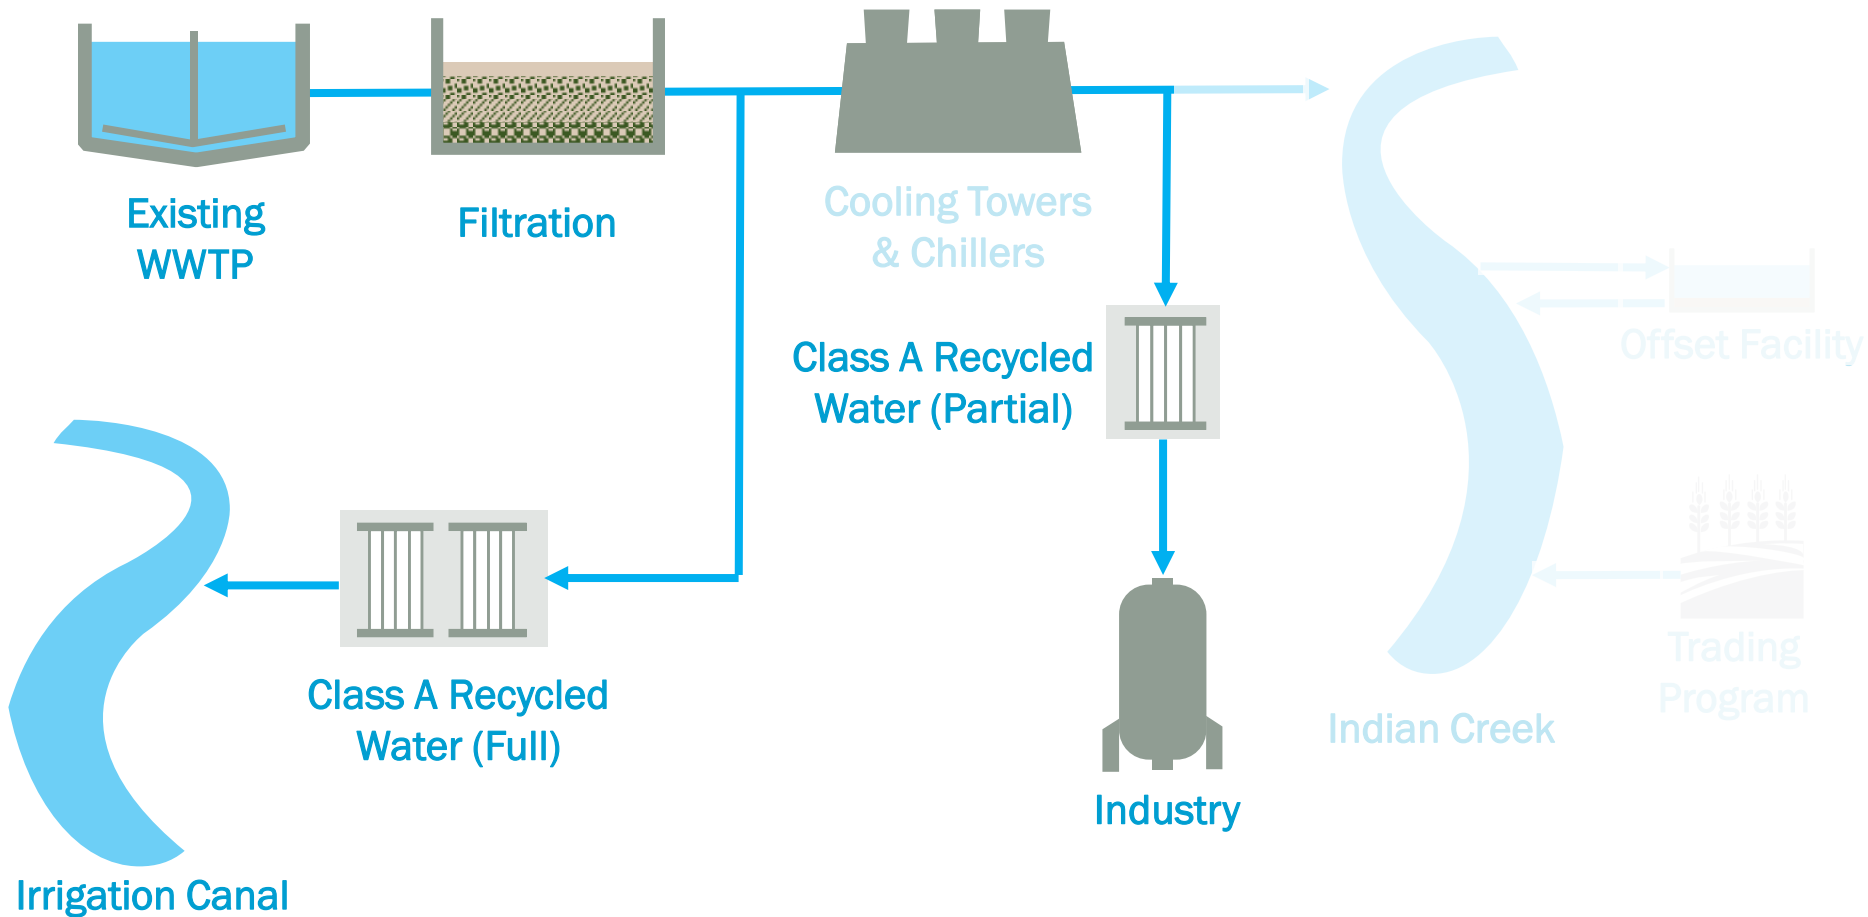 Existing
WWTP
Filtration
Cooling Towers
& Chillers
Class A Recycled
Water (Partial)
Offset Facility
Class A Recycled
Water (Full)
Trading
Program
Indian Creek
Industry
Irrigation Canal